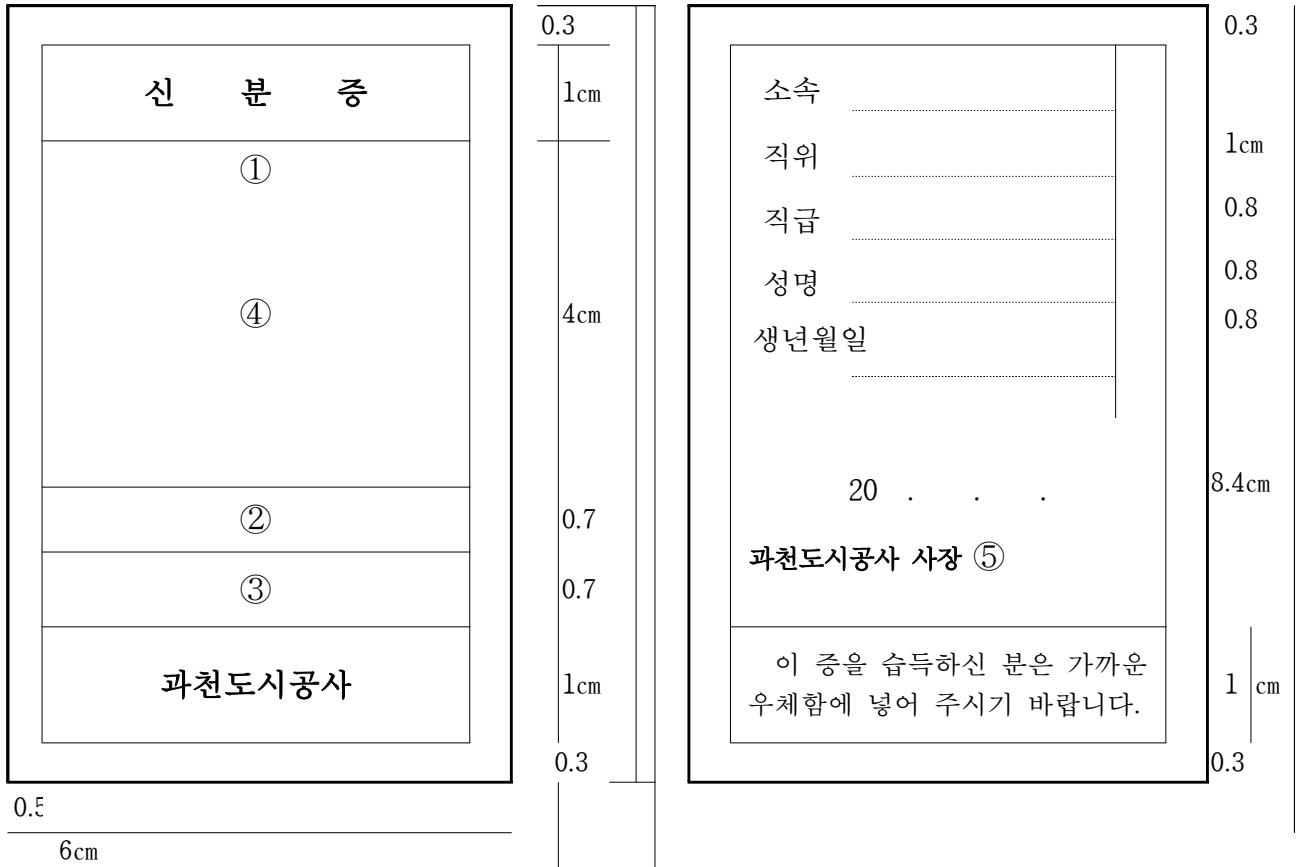 신 분 증
①
④
②
③
과천도시공사
0.3
1cm
4cm
0.7
0.7
1cm
0.3
0.5
6cm
소속
직위
직급
성명
생년월일
20 . . .
과천도시공사 사장 ⑤
이 증을 습득하신 분은 가까운
우체함에 넣어 주시기 바랍니다.
0.3
1cm
0.8
0.8
0.8
8.4cm
1 cm
0.3